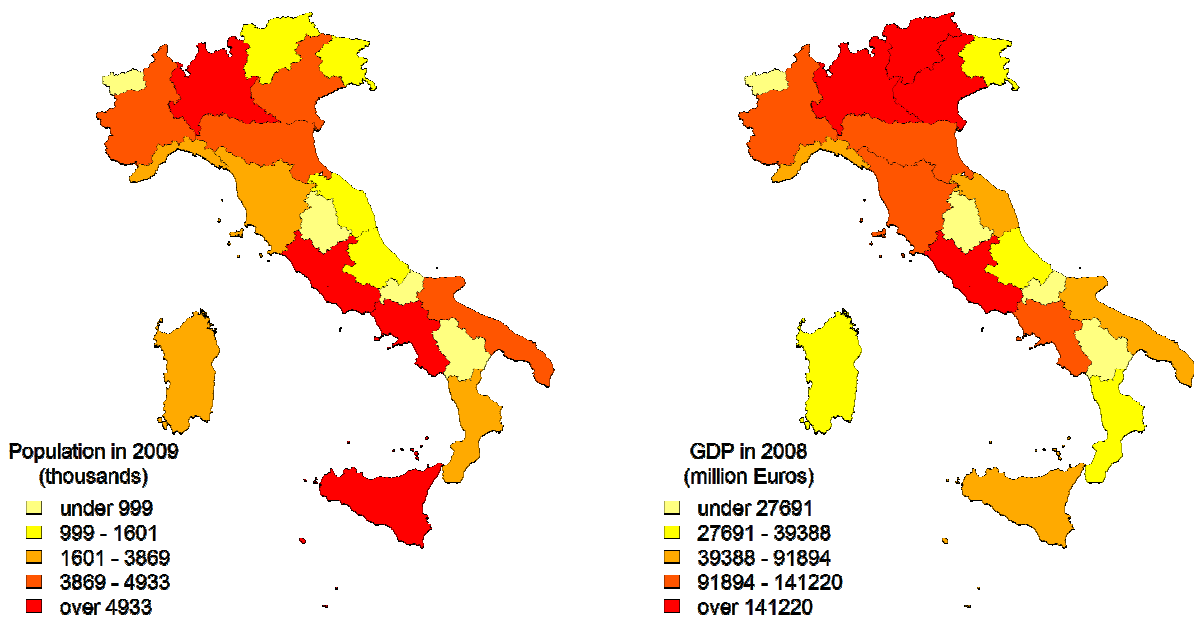 Population in 2009
(thousands)
under 999
999 - 1601
1601 - 3869
3869 - 4933
over 4933
GDP in 2008
(million Euros)
under 27691
27691 - 39388
39388 - 91894
91894 - 141220
over 141220